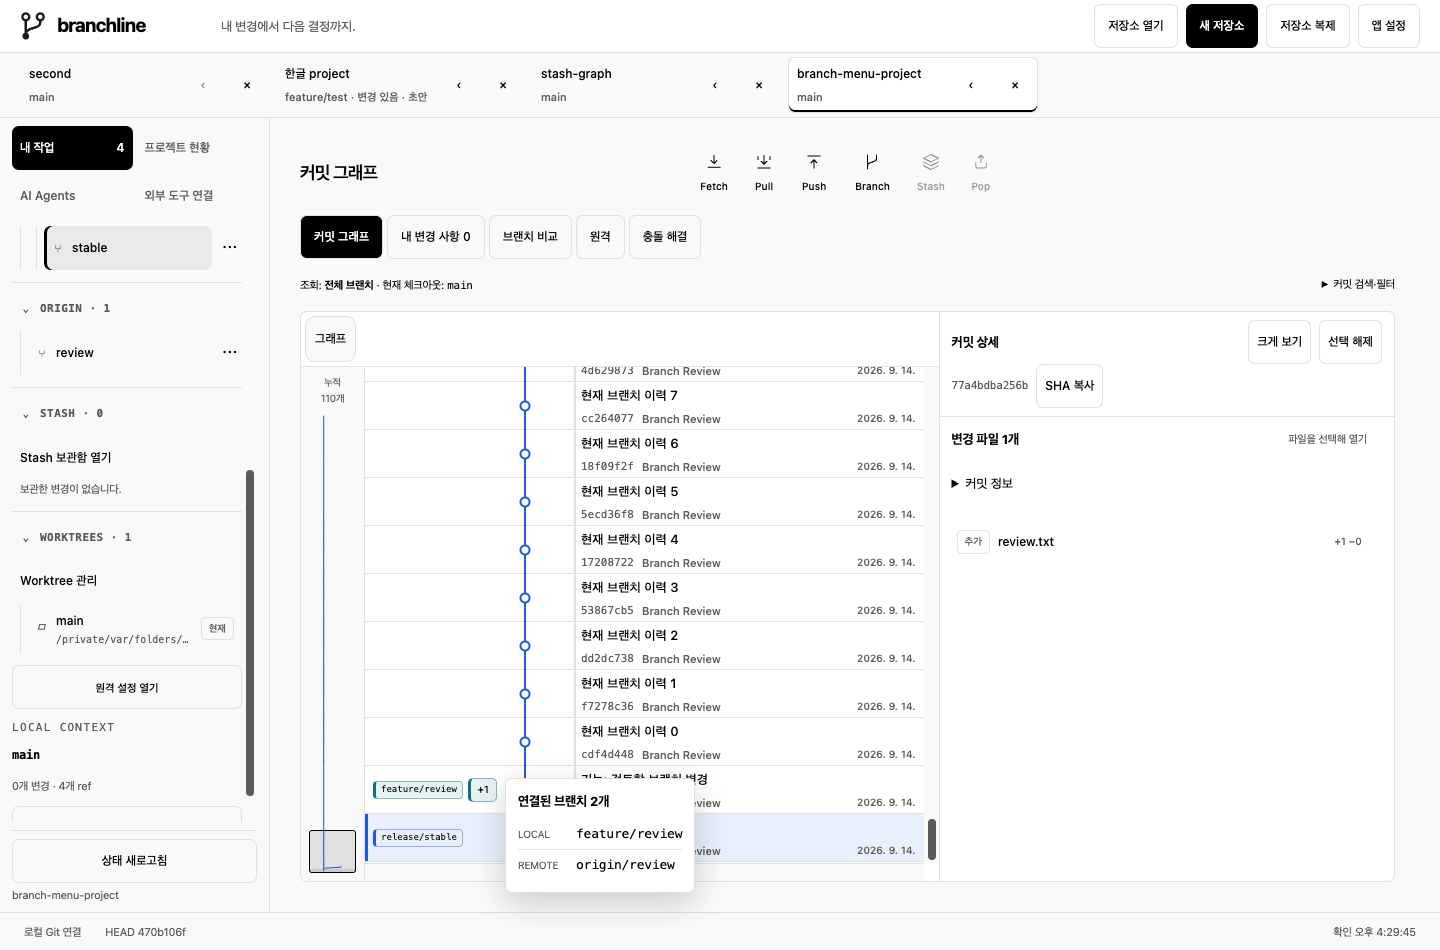 branchline
내 변경에서 다음 결정까지.
저장소 열기
새 저장소
저장소 복제
앱 설정
second
main
‹ ×
한글 project
feature/test · 변경 있음 · 초안
‹ ×
stash-graph
main
‹ ×
branch-menu-project
main
‹ ×
내 작업 4
프로젝트 현황
AI Agents
외부 도구 연결
stable
ORIGIN · 1
review
STASH · 0
Stash 보관함 열기
보관한 변경이 없습니다.
WORKTREES · 1
Worktree 관리
main
/private/var/folders/…
현재
원격 설정 열기
LOCAL CONTEXT
main
0개 변경 · 4개 ref
상태 새로고침
branch-menu-project
커밋 그래프
Fetch
Pull
Push
Branch
Stash
Pop
커밋 그래프
내 변경 사항 0
브랜치 비교
원격
충돌 해결
조회: 전체 브랜치 · 현재 체크아웃: main
▶ 커밋 검색·필터
그래프
누적
110개
4d629873 Branch Review 2026. 9. 14.
현재 브랜치 이력 7
cc264077 Branch Review 2026. 9. 14.
현재 브랜치 이력 6
18f09f2f Branch Review 2026. 9. 14.
현재 브랜치 이력 5
5ecd36f8 Branch Review 2026. 9. 14.
현재 브랜치 이력 4
17208722 Branch Review 2026. 9. 14.
현재 브랜치 이력 3
53867cb5 Branch Review 2026. 9. 14.
현재 브랜치 이력 2
dd2dc738 Branch Review 2026. 9. 14.
현재 브랜치 이력 1
f7278c36 Branch Review 2026. 9. 14.
현재 브랜치 이력 0
cdf4d448 Branch Review 2026. 9. 14.
feature/review +1
변경
2026. 9. 14.
release/stable
2026. 9. 14.
연결된 브랜치 2개
LOCAL feature/review
REMOTE origin/review
커밋 상세
크게 보기
선택 해제
77a4bdba256b
SHA 복사
변경 파일 1개
파일을 선택해 열기
▶ 커밋 정보
추가 review.txt +1 −0
로컬 Git 연결
HEAD 470b106f
확인 오후 4:29:45